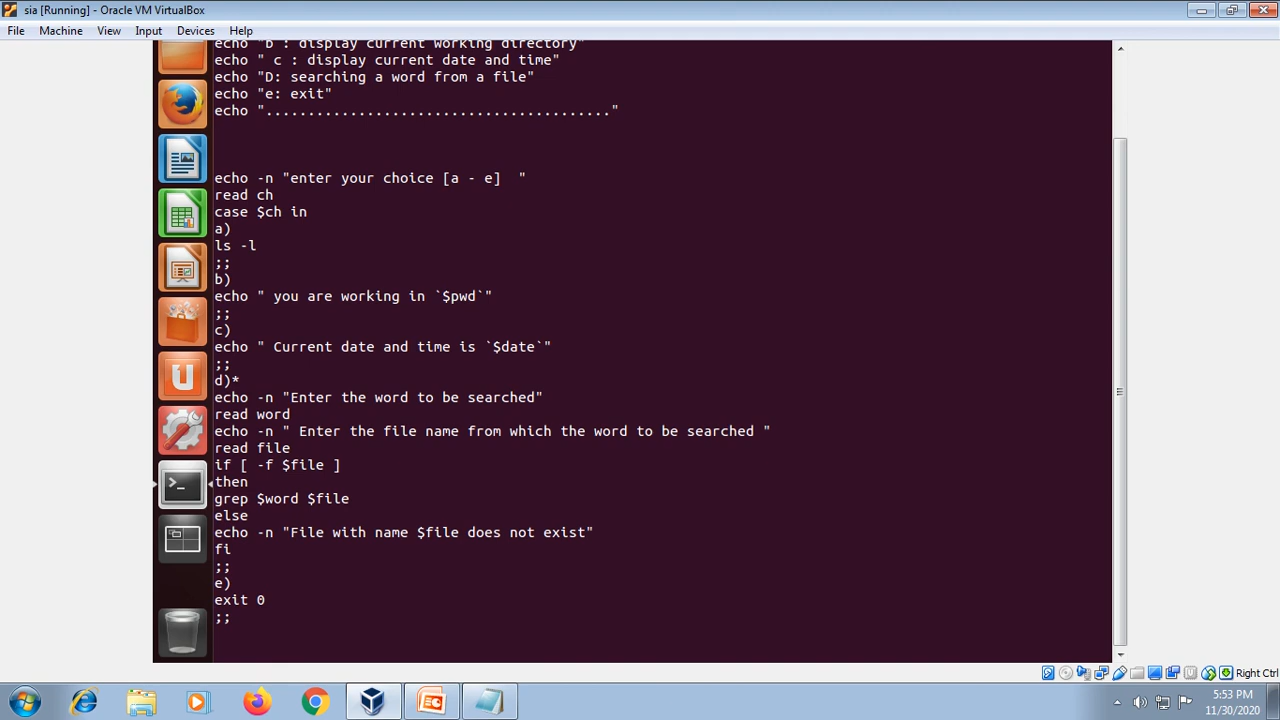 sia [Running] - Oracle VM VirtualBox
File Machine View Input Devices Help
echo "b : display current working directory"
echo " c : display current date and time"
echo "D: searching a word from a file"
echo "e: exit"
echo "........................................."
echo -n "enter your choice [a - e]  "
read ch
case $ch in
a)
ls -l
;;
b)
echo " you are working in `$pwd`"
;;
c)
echo " Current date and time is `$date`"
;;
d)*
echo -n "Enter the word to be searched"
read word
echo -n " Enter the file name from which the word to be searched "
read file
if [ -f $file ]
then
grep $word $file
else
echo -n "File with name $file does not exist"
fi
;;
e)
exit 0
;;
Right Ctrl
5:53 PM
11/30/2020